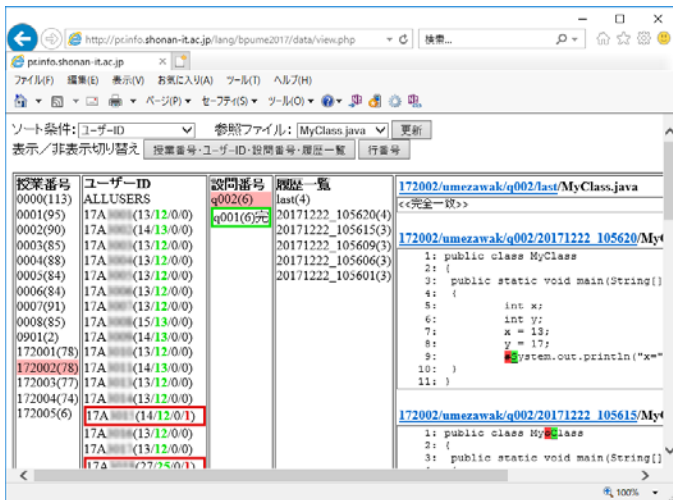 http://pr.info.shonan-it.ac.jp/lang/bpume2017/data/view.php
検索...
pr.info.shonan-it.ac.jp
ファイル(F) 編集(E) 表示(V) お気に入り(A) ツール(T) ヘルプ(H)
ページ(P) セーフティ(S) ツール(O)
ソート条件: ユーザーID 参照ファイル: MyClass.java 更新
表示/非表示切り替え 授業番号・ユーザーID・設問番号・履歴一覧 行番号
授業番号
0000(113)
0001(95)
0002(90)
0003(85)
0004(88)
0005(84)
0006(84)
0007(91)
0008(85)
0901(2)
172001(78)
172002(78)
172003(77)
172004(74)
172005(6)
ユーザーID
ALLUSERS
17A (13/12/0/0)
17A (14/13/0/0)
17A (13/12/0/0)
17A (13/12/0/0)
17A (13/12/0/0)
17A (13/12/0/0)
17A (13/12/0/0)
17A (15/13/0/0)
17A (14/13/0/0)
17A (13/12/0/0)
17A (14/13/0/0)
17A (13/12/0/0)
17A (13/12/0/0)
17A (14/12/0/1)
17A (13/12/0/0)
17A (13/12/0/0)
17A (27/25/0/1)
設問番号
q002(6)
q001(6)完
履歴一覧
last(4)
20171222_105620(4)
20171222_105615(3)
20171222_105609(3)
20171222_105606(3)
20171222_105601(3)
172002/umezawak/q002/last/MyClass.java
<<完全一致>>
172002/umezawak/q002/20171222_105620/My
1: public class MyClass
2: {
3: public static void main(String[]
4: {
5: int x;
6: int y;
7: x = 13;
8: y = 17;
9: System.out.println("x="
10: }
11: }
172002/umezawak/q002/20171222_105615/My
1: public class MyClass
2: {
3: public static void main(String[]
100%